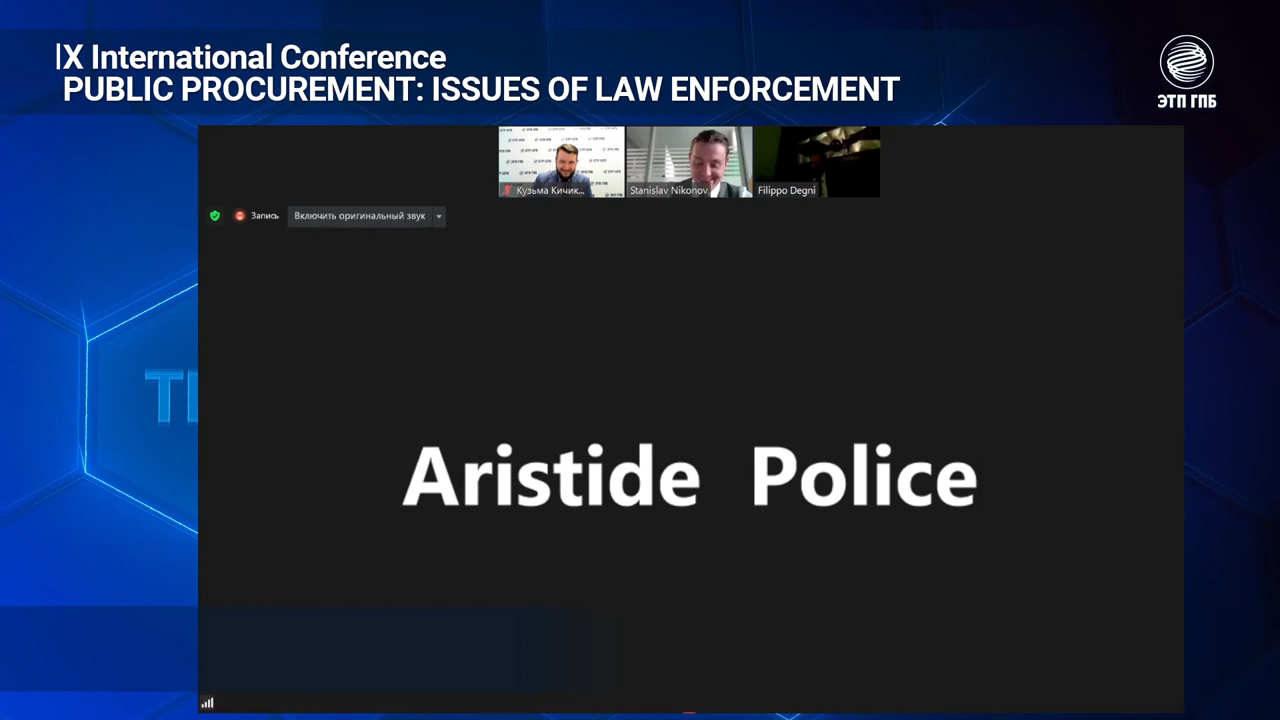 IX International Conference
PUBLIC PROCUREMENT: ISSUES OF LAW ENFORCEMENT
ЭТП ГПБ
Кузьма Кичик...
Stanislav Nikonov
Filippo Degni
Запись
Включить оригинальный звук
Aristide Police